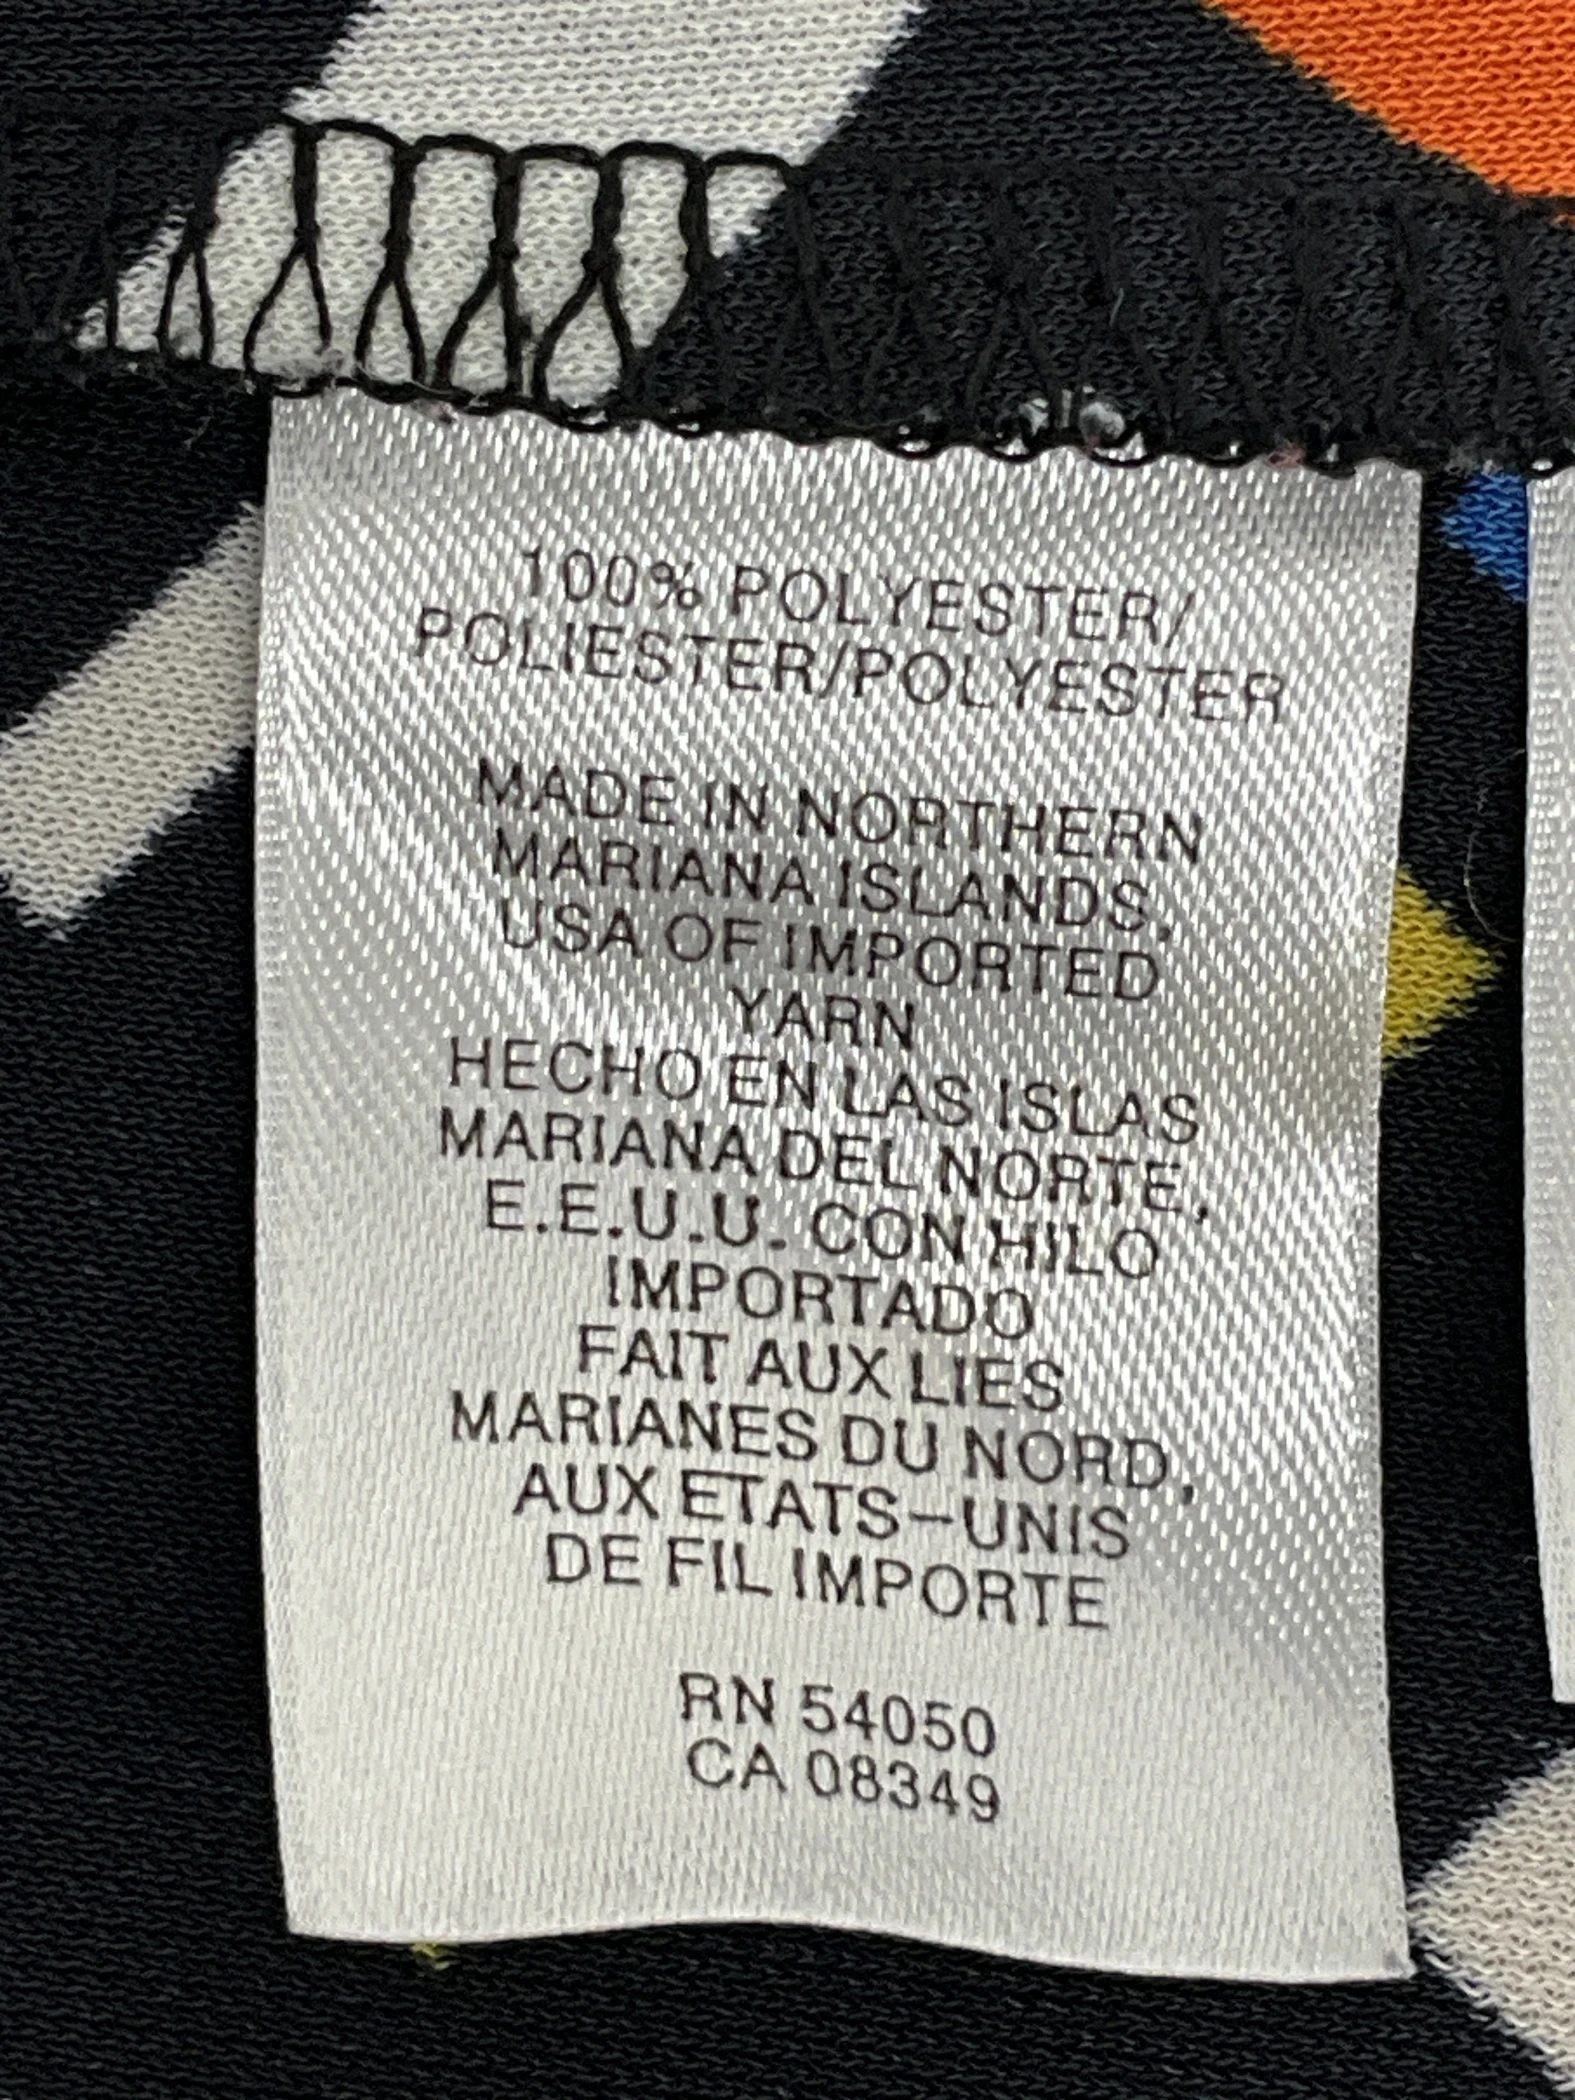 100% POLYESTER/
POLIESTER/POLYESTER
MADE IN NORTHERN
MARIANA ISLANDS,
USA OF IMPORTED
YARN
HECHO EN LAS ISLAS
MARIANA DEL NORTE,
E.E.U.U. CON HILO
IMPORTADO
FAIT AUX LIES
MARIANES DU NORD,
AUX ETATS-UNIS
DE FIL IMPORTE
RN 54050
CA 08349